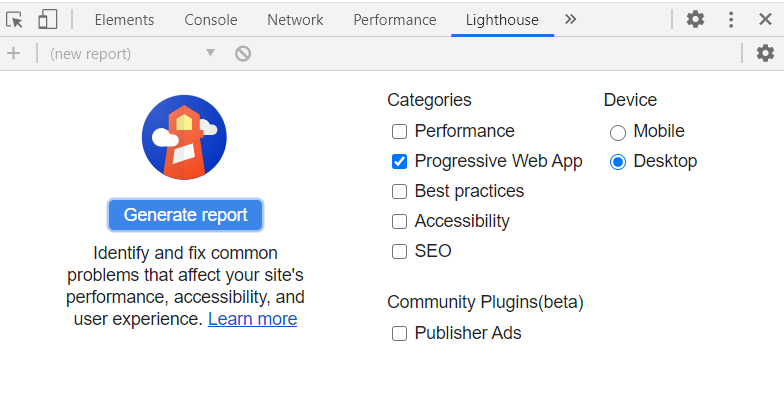 Elements Console Network Performance Lighthouse
(new report)
Categories
Performance
Progressive Web App
Best practices
Accessibility
SEO
Community Plugins(beta)
Publisher Ads
Device
Mobile
Desktop
Generate report
Identify and fix common
problems that affect your site's
performance, accessibility, and
user experience. Learn more